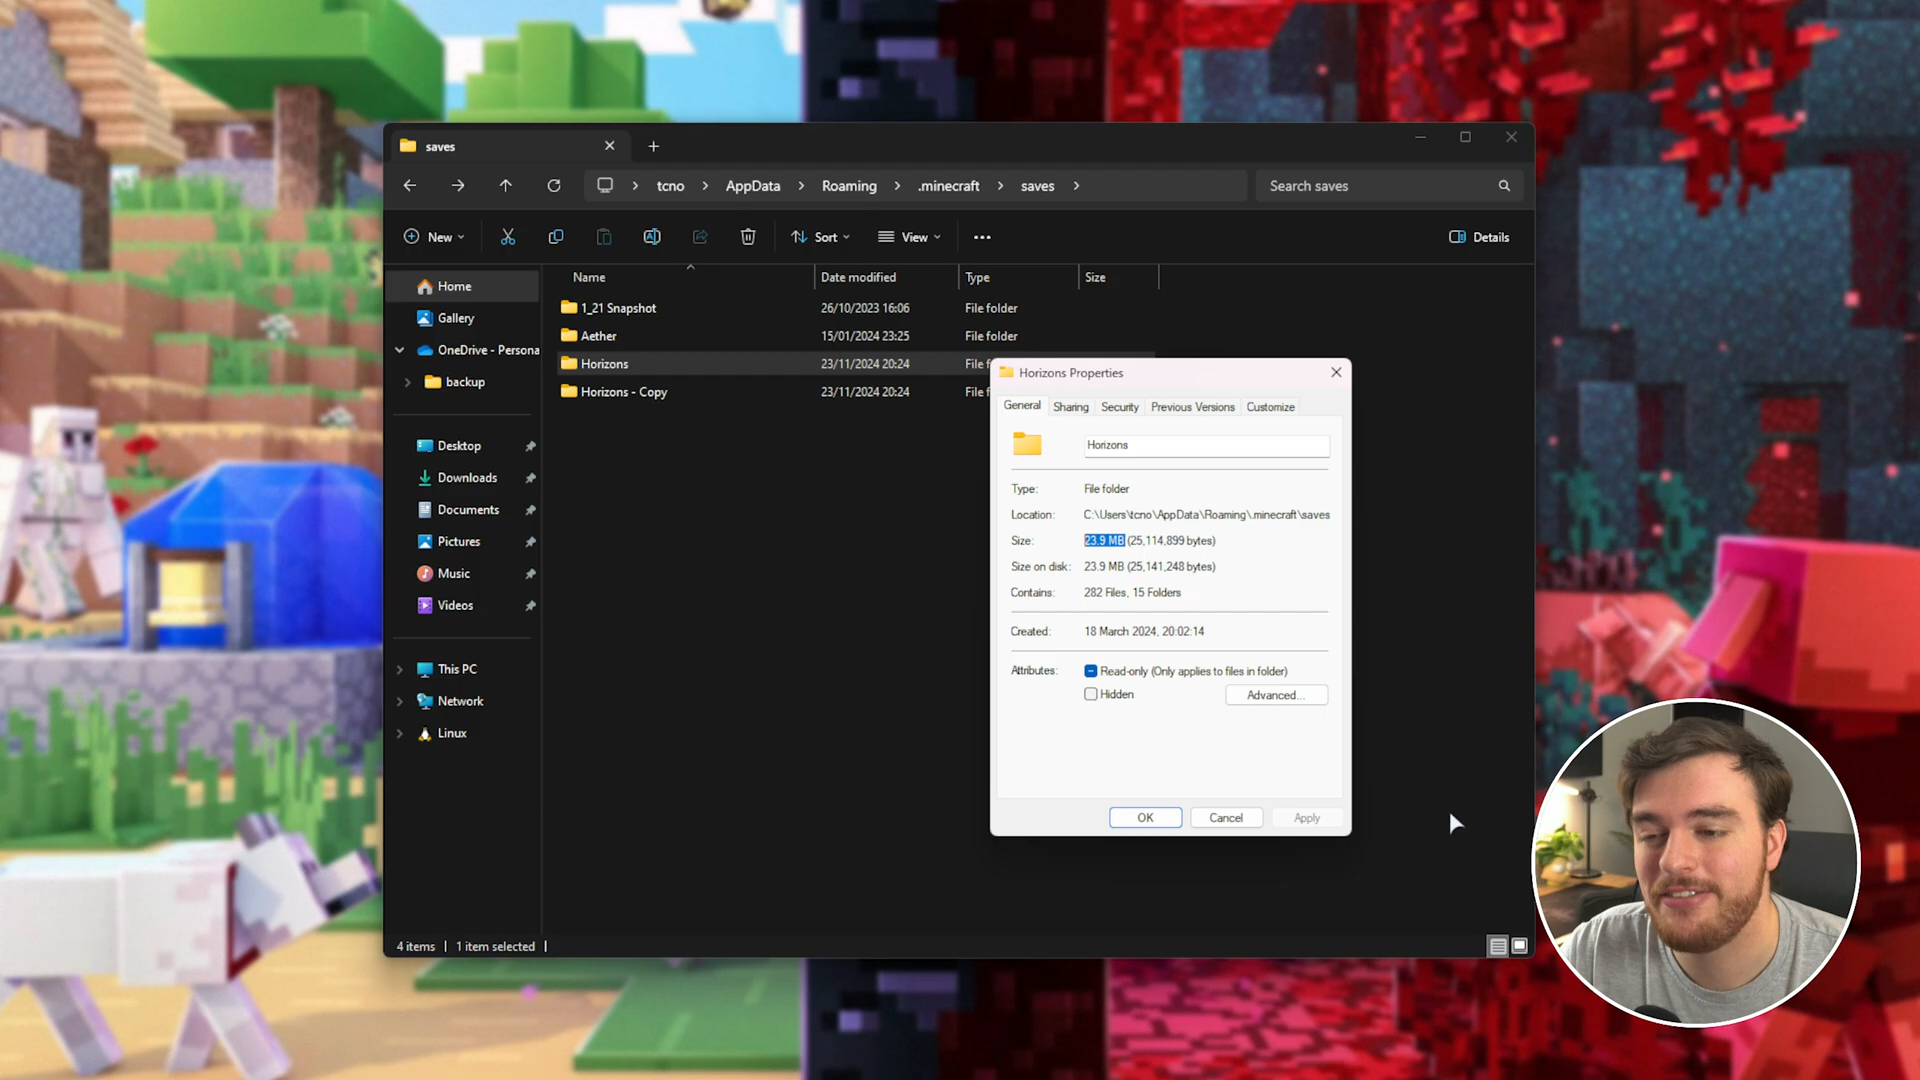 saves
tcno
AppData
Roaming
.minecraft
saves
Search saves
New
Sort
View
Details
Name
Date modified
Type
Size
Home
Gallery
OneDrive - Persona
backup
Desktop
Downloads
Documents
Pictures
Music
Videos
This PC
Network
Linux
1_21 Snapshot 26/10/2023 16:06 File folder
Aether 15/01/2024 23:25 File folder
Horizons 23/11/2024 20:24 File f
Horizons - Copy 23/11/2024 20:24 File f
Horizons Properties
General Sharing Security Previous Versions Customize
Horizons
Type: File folder
Location: C:\Users\tcno\AppData\Roaming\.minecraft\saves
Size: 23.9 MB (25,114,899 bytes)
Size on disk: 23.9 MB (25,141,248 bytes)
Contains: 282 Files, 15 Folders
Created: 18 March 2024, 20:02:14
Attributes: Read-only (Only applies to files in folder)
Hidden Advanced...
OK Cancel Apply
4 items 1 item selected